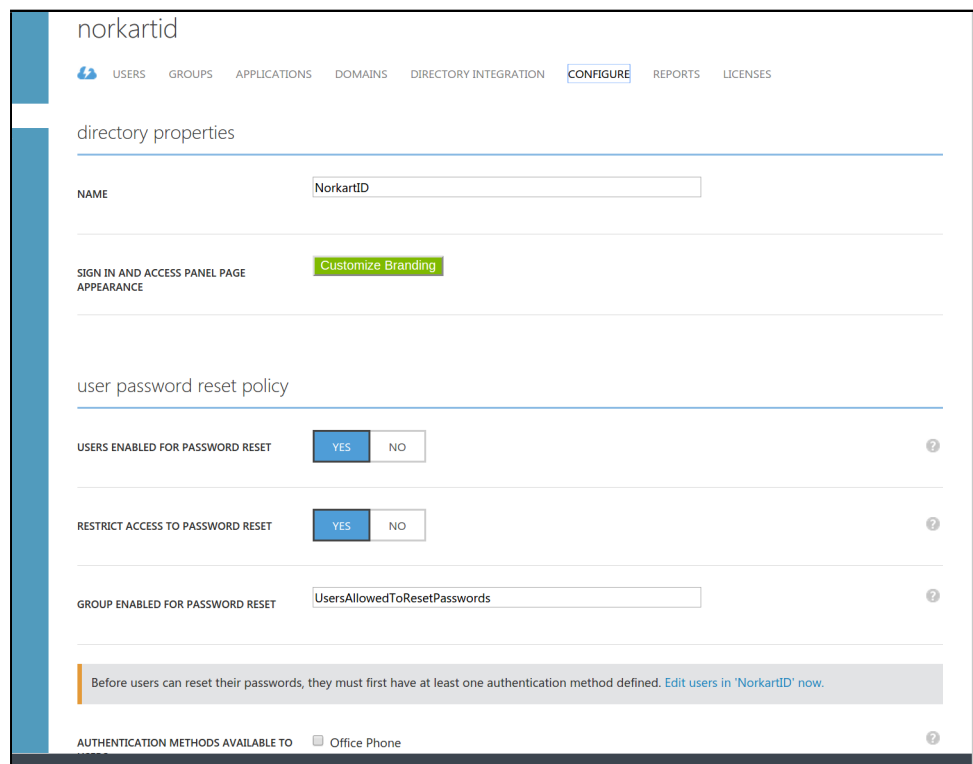 norkartid
USERS GROUPS APPLICATIONS DOMAINS DIRECTORY INTEGRATION CONFIGURE REPORTS LICENSES
directory properties
NAME NorkartID
SIGN IN AND ACCESS PANEL PAGE
APPEARANCE
Customize Branding
user password reset policy
USERS ENABLED FOR PASSWORD RESET YES NO ?
RESTRICT ACCESS TO PASSWORD RESET YES NO ?
GROUP ENABLED FOR PASSWORD RESET UsersAllowedToResetPasswords ?
Before users can reset their passwords, they must first have at least one authentication method defined. Edit users in 'NorkartID' now.
AUTHENTICATION METHODS AVAILABLE TO Office Phone ?